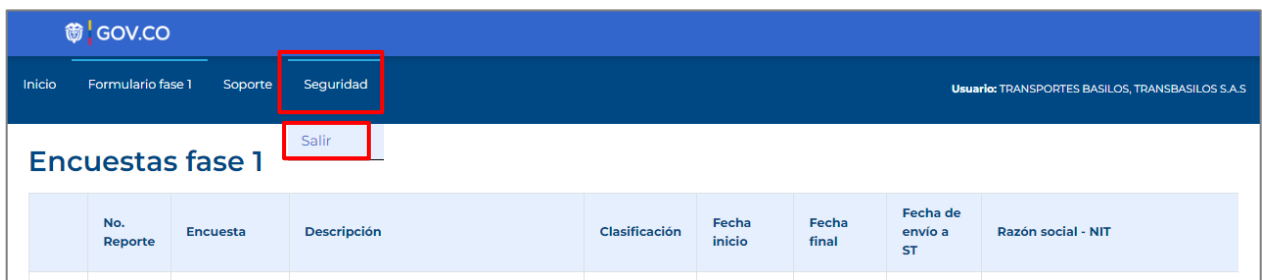 GOV.CO
Inicio Formulario fase 1 Soporte Seguridad Usuario: TRANSPORTES BASILOS, TRANSBASILOS S.A.S
Salir
Encuestas fase 1
No. Reporte Encuesta Descripción Clasificación Fecha inicio Fecha final Fecha de envío a ST Razón social - NIT